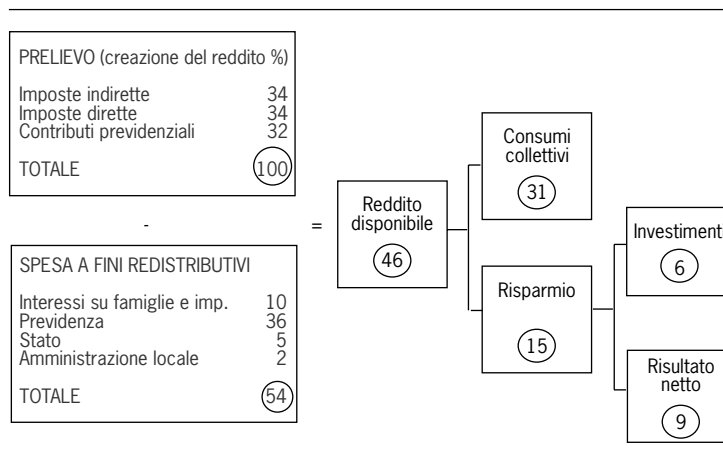 PRELIEVO (creazione del reddito %)
Imposte indirette 34
Imposte dirette 34
Contributi previdenziali 32
TOTALE 100
-
SPESA A FINI REDISTRIBUTIVI
Interessi su famiglie e imp. 10
Previdenza 36
Stato 5
Amministrazione locale 2
TOTALE 54
=
Reddito
disponibile
46
Consumi
collettivi
31
Risparmio
15
Investimenti
6
Risultato
netto
9